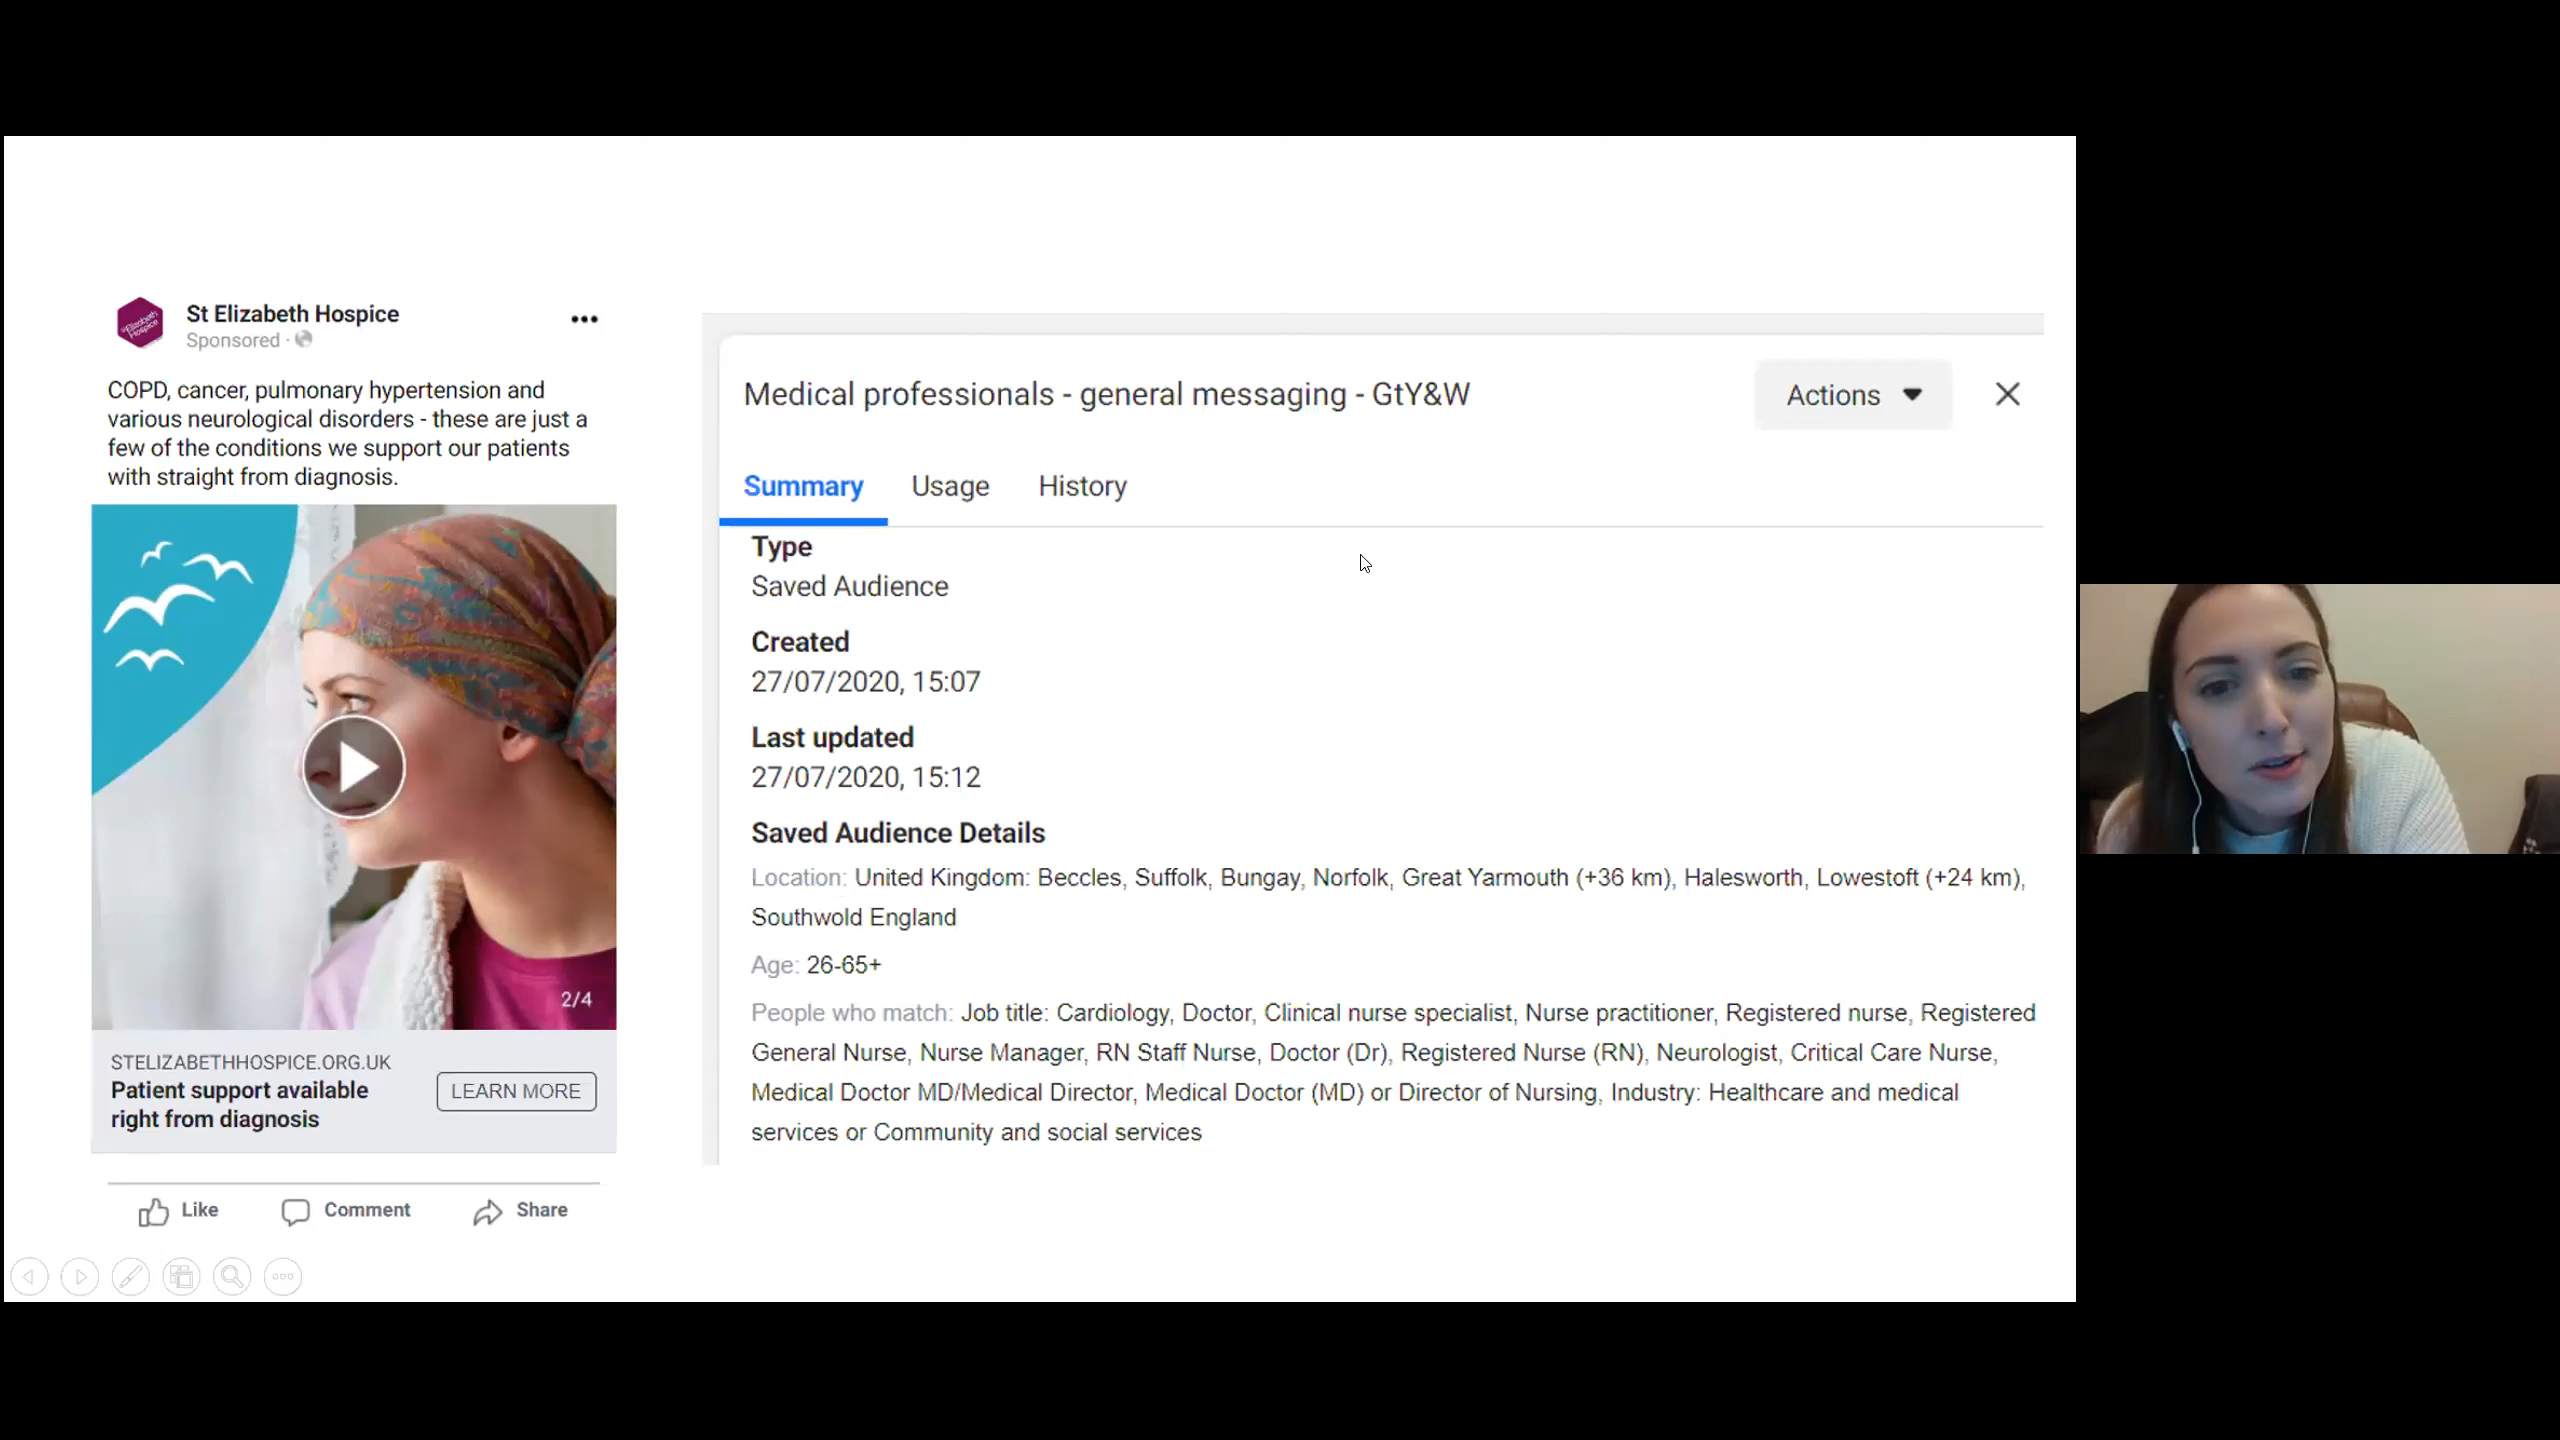 St Elizabeth Hospice
Sponsored ·
COPD, cancer, pulmonary hypertension and
various neurological disorders - these are just a
few of the conditions we support our patients
with straight from diagnosis.
2/4
STELIZABETHHOSPICE.ORG.UK
Patient support available
right from diagnosis
LEARN MORE
Like
Comment
Share
Medical professionals - general messaging - GtY&W
Actions
Summary
Usage
History
Type
Saved Audience
Created
27/07/2020, 15:07
Last updated
27/07/2020, 15:12
Saved Audience Details
Location: United Kingdom: Beccles, Suffolk, Bungay, Norfolk, Great Yarmouth (+36 km), Halesworth, Lowestoft (+24 km),
Southwold England
Age: 26-65+
People who match: Job title: Cardiology, Doctor, Clinical nurse specialist, Nurse practitioner, Registered nurse, Registered
General Nurse, Nurse Manager, RN Staff Nurse, Doctor (Dr), Registered Nurse (RN), Neurologist, Critical Care Nurse,
Medical Doctor MD/Medical Director, Medical Doctor (MD) or Director of Nursing, Industry: Healthcare and medical
services or Community and social services